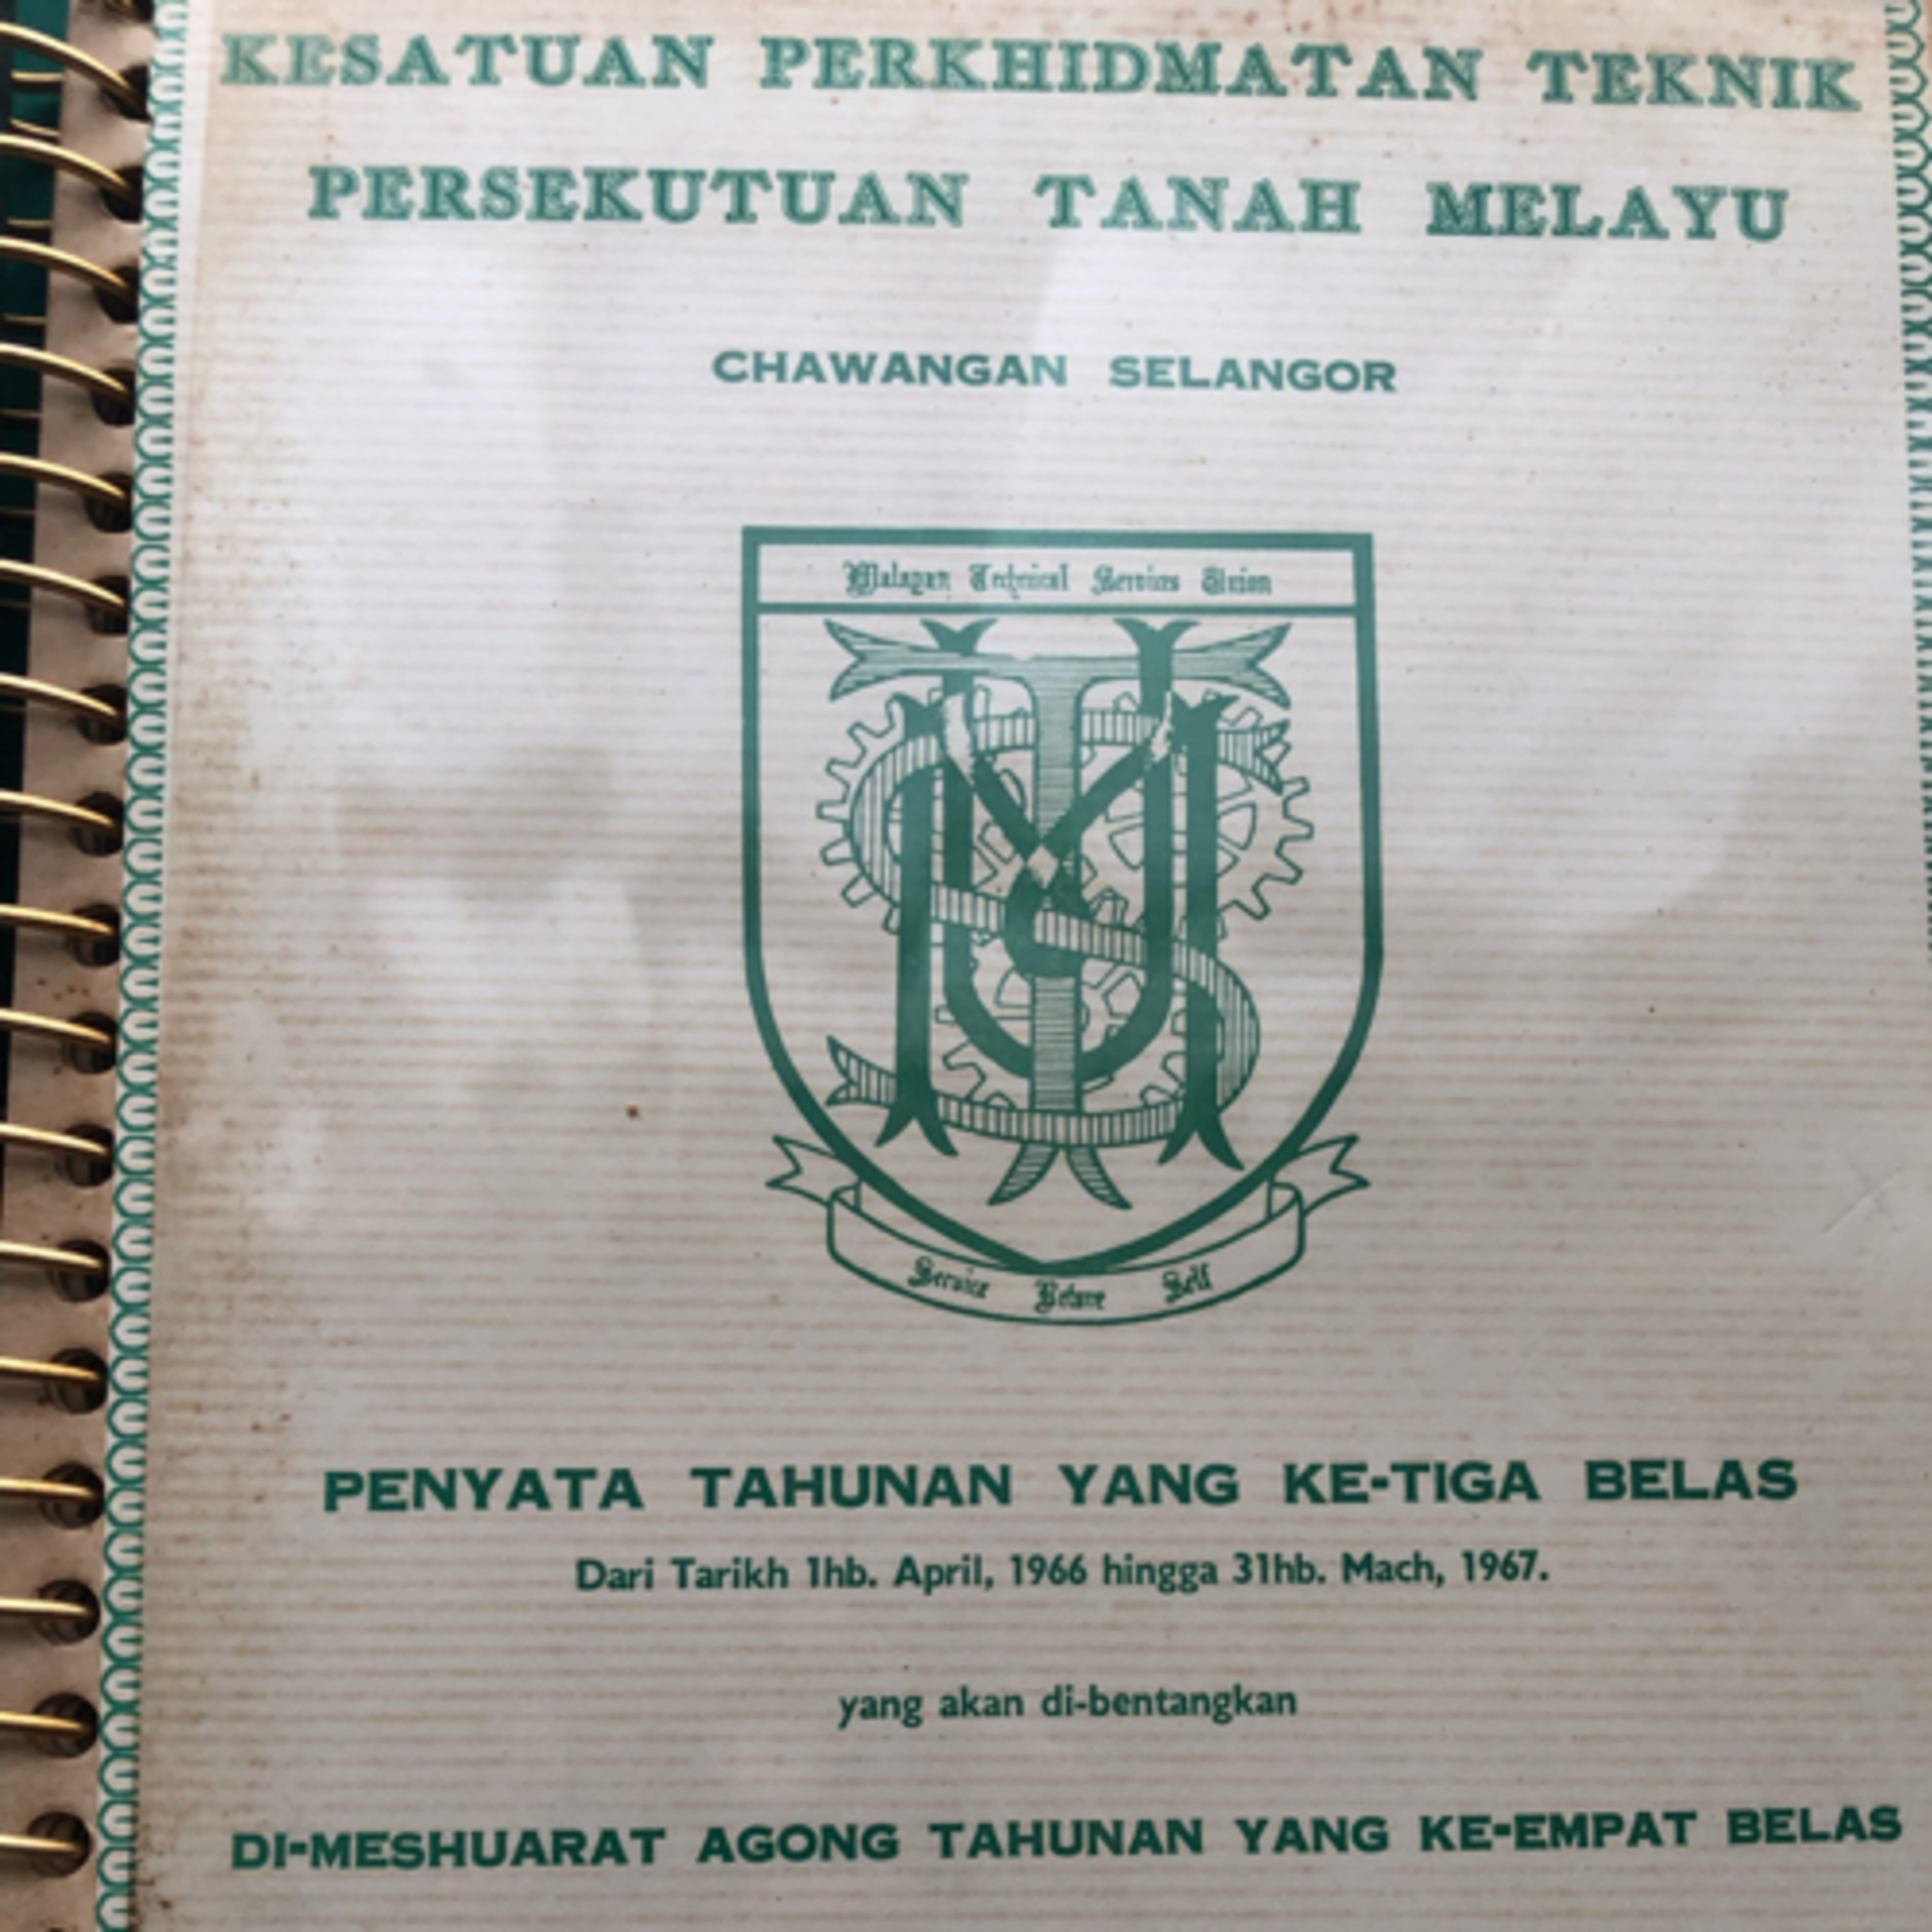 KESATUAN PERKHIDMATAN TEKNIK
PERSEKUTUAN TANAH MELAYU
CHAWANGAN SELANGOR
Malayan Technical Services Union
Service Before Self
PENYATA TAHUNAN YANG KE-TIGA BELAS
Dari Tarikh 1hb. April, 1966 hingga 31hb. Mach, 1967.
yang akan di-bentangkan
DI-MESHUARAT AGONG TAHUNAN YANG KE-EMPAT BELAS